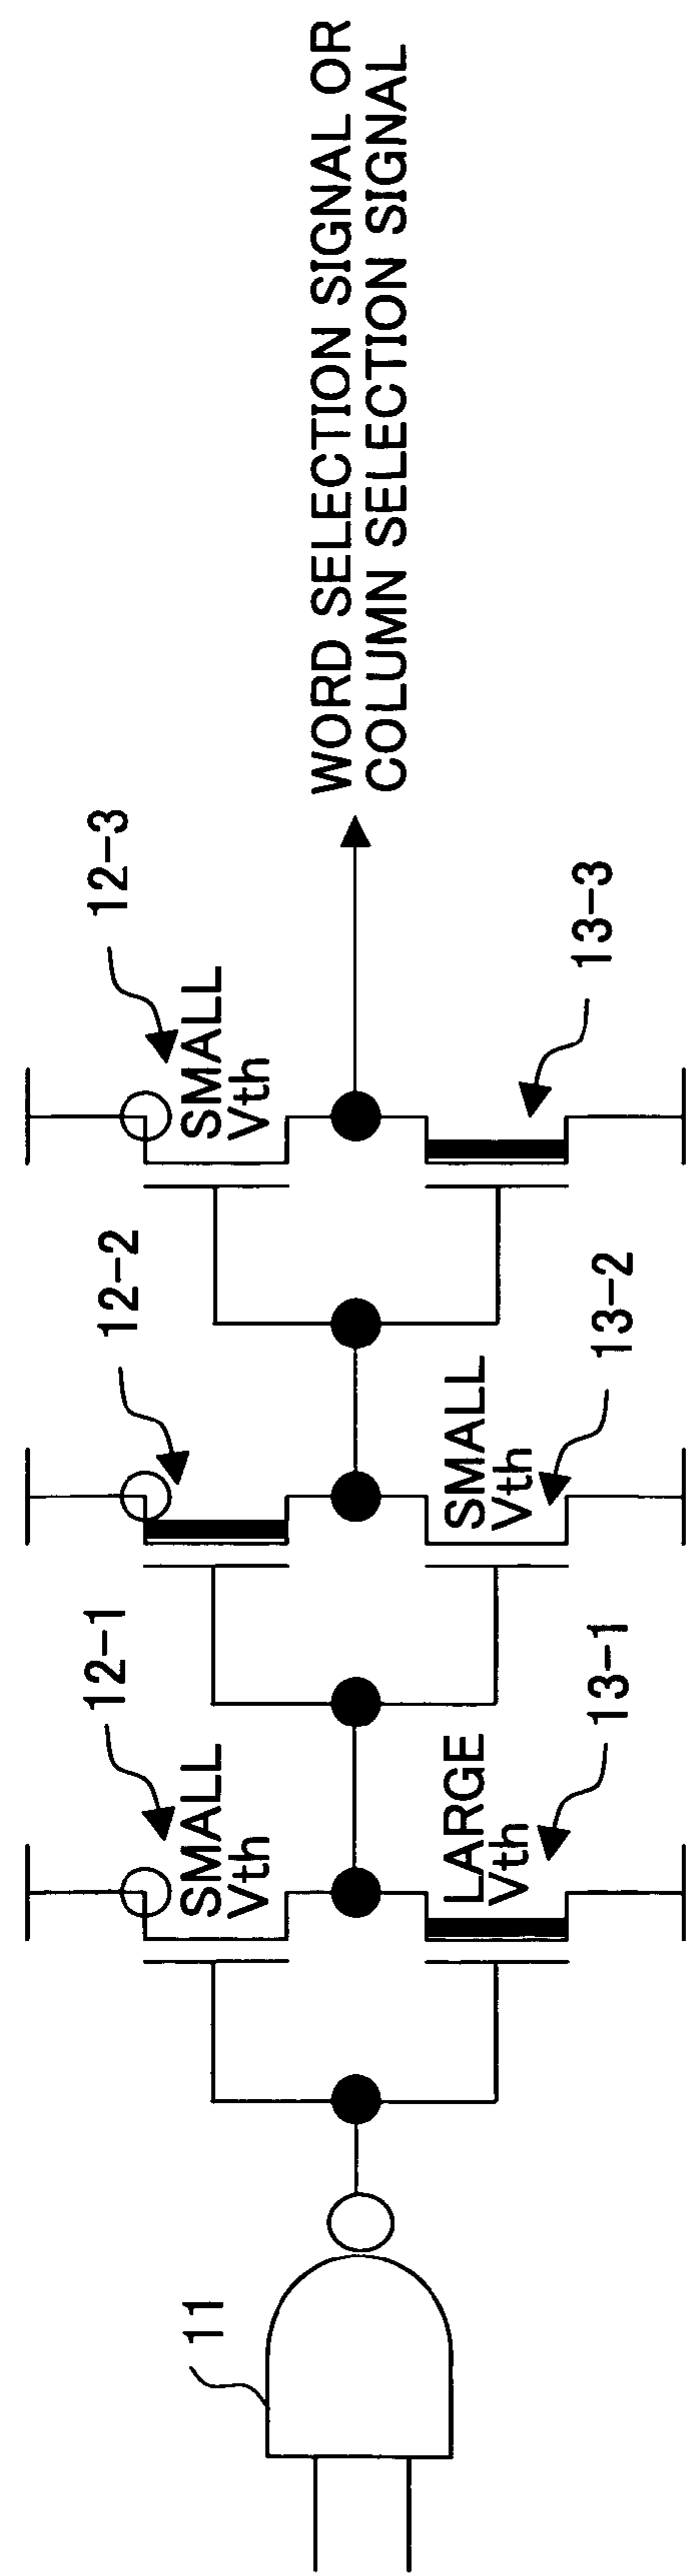 11
12-1
SMALL
Vth
LARGE
Vth
13-1
12-2
SMALL
Vth
13-2
12-3
SMALL
Vth
13-3
WORD SELECTION SIGNAL OR
COLUMN SELECTION SIGNAL